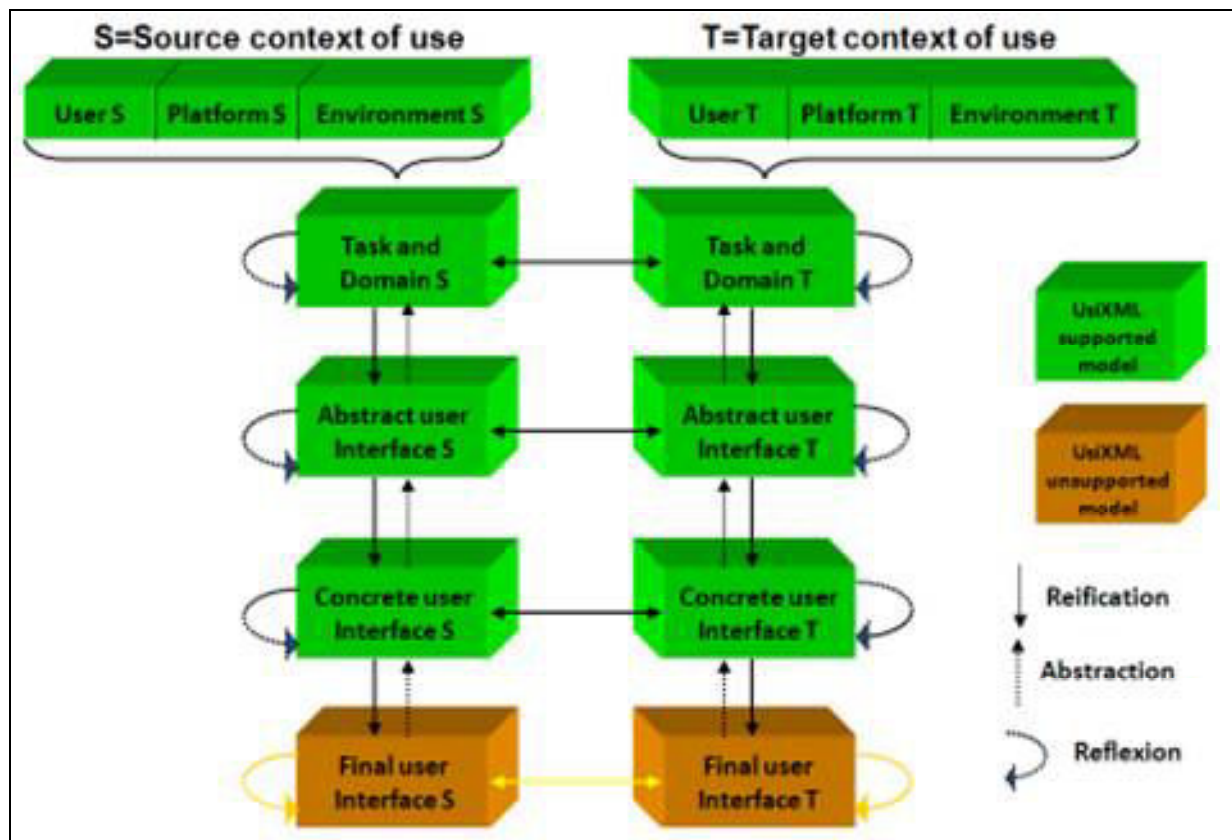 S=Source context of use
T=Target context of use
User S
Platform S
Environment S
User T
Platform T
Environment T
Task and
Domain S
Task and
Domain T
UsiXML
supported
model
Abstract user
Interface S
Abstract user
Interface T
UsiXML
unsupported
model
Concrete user
Interface S
Concrete user
Interface T
Reification
Abstraction
Final user
Interface S
Final user
Interface T
Reflexion